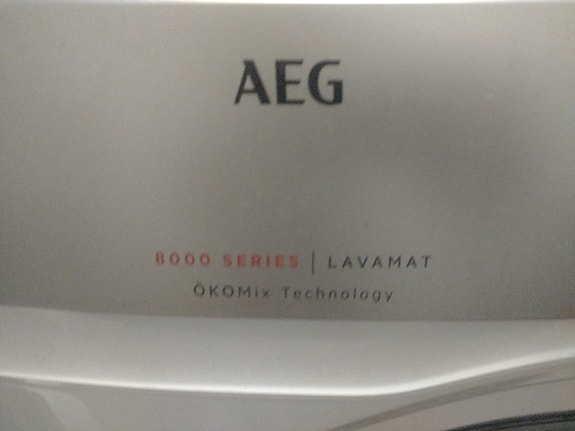 AEG
8000 SERIES | LAVAMAT
ÖKOMix Technology